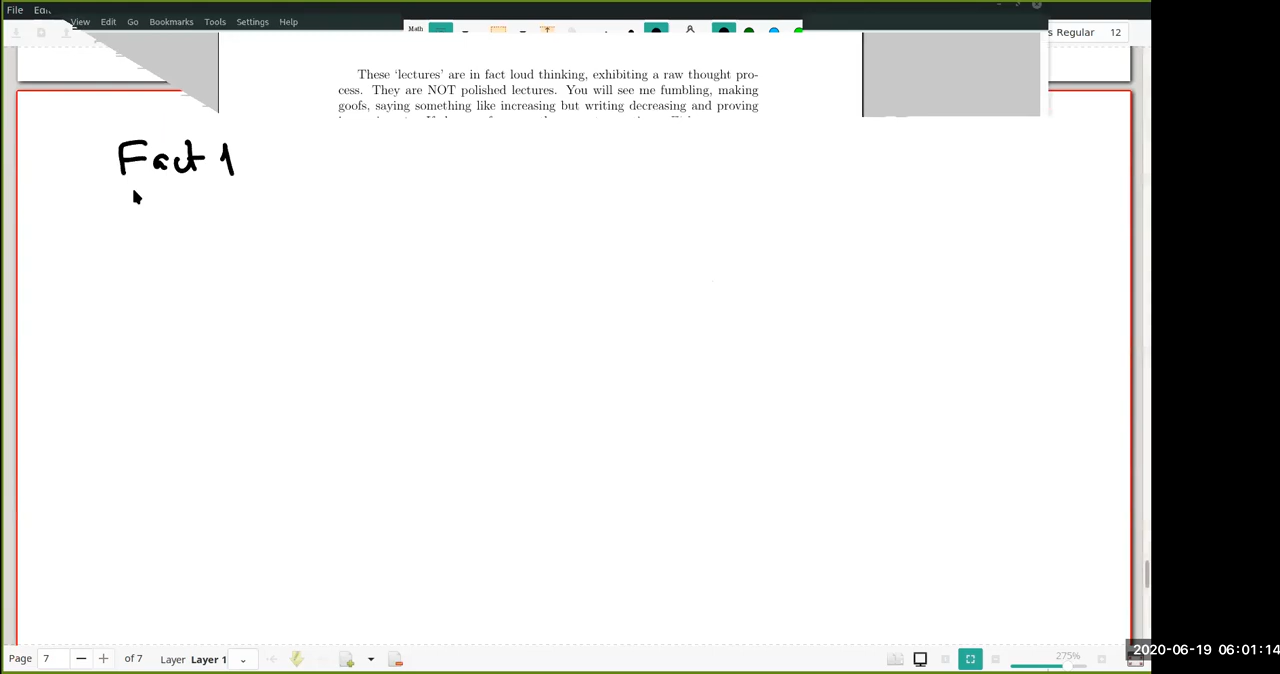 File
View Edit Go Bookmarks Tools Settings Help
Math
Regular 12
These ‘lectures’ are in fact loud thinking, exhibiting a raw thought pro-
cess. They are NOT polished lectures. You will see me fumbling, making
goofs, saying something like increasing but writing decreasing and proving
Fact 1
Page 7 of 7 Layer Layer 1 275%
2020-06-19 06:01:14